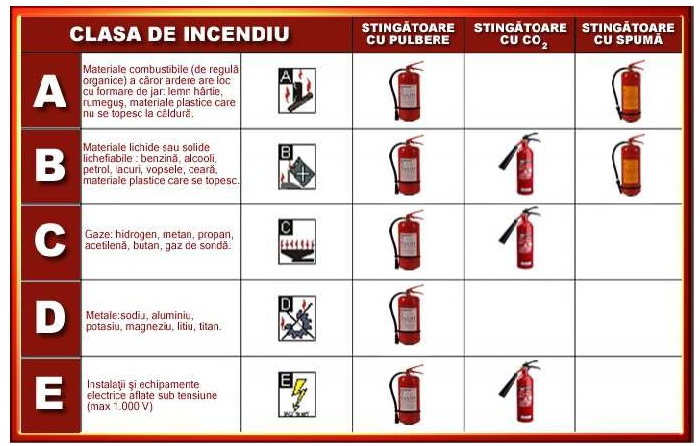 CLASA DE INCENDIU
STINGĂTOARE
CU PULBERE
STINGĂTOARE
CU CO2
STINGĂTOARE
CU SPUMĂ
A
Materiale combustibile (de regulă
organice) a căror ardere are loc
cu formare de jar: lemn hârtie,
rumeguş, materiale plastice care
nu se topesc la căldură.
A
B
Materiale lichide sau solide
lichefiabile : benzină, alcooli,
petrol, lacuri, vopsele, ceară,
materiale plastice care se topesc.
B
C
Gaze: hidrogen, metan, propan,
acetilenă, butan, gaz de sondă.
C
D
Metale:sodiu, aluminiu,
potasiu, magneziu, litiu, titan.
D
E
Instalaţii şi echipamente
electrice aflate sub tensiune
(max 1.000 V)
E